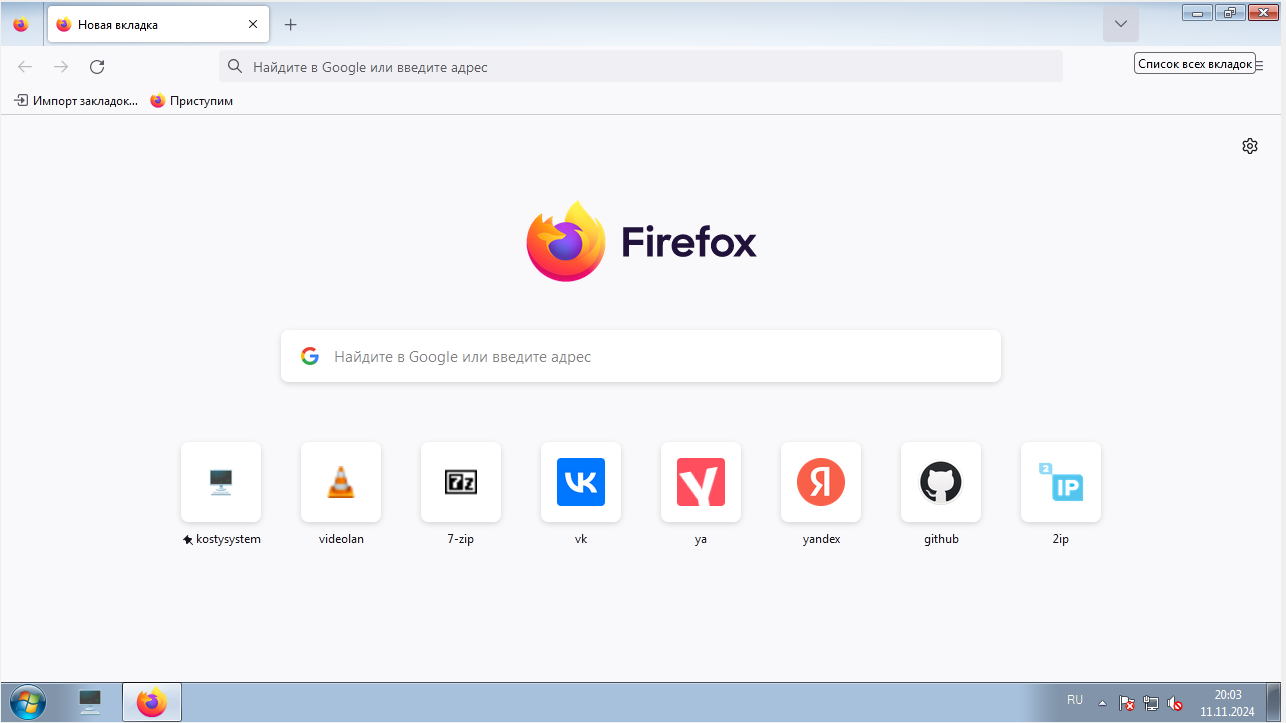 Новая вкладка
Найдите в Google или введите адрес
Список всех вкладок
Импорт закладок...
Приступим
Firefox
Найдите в Google или введите адрес
7z
Y
Я
2
IP
kostysystem
videolan
7-zip
vk
ya
yandex
github
2ip
RU
20:03
11.11.2024